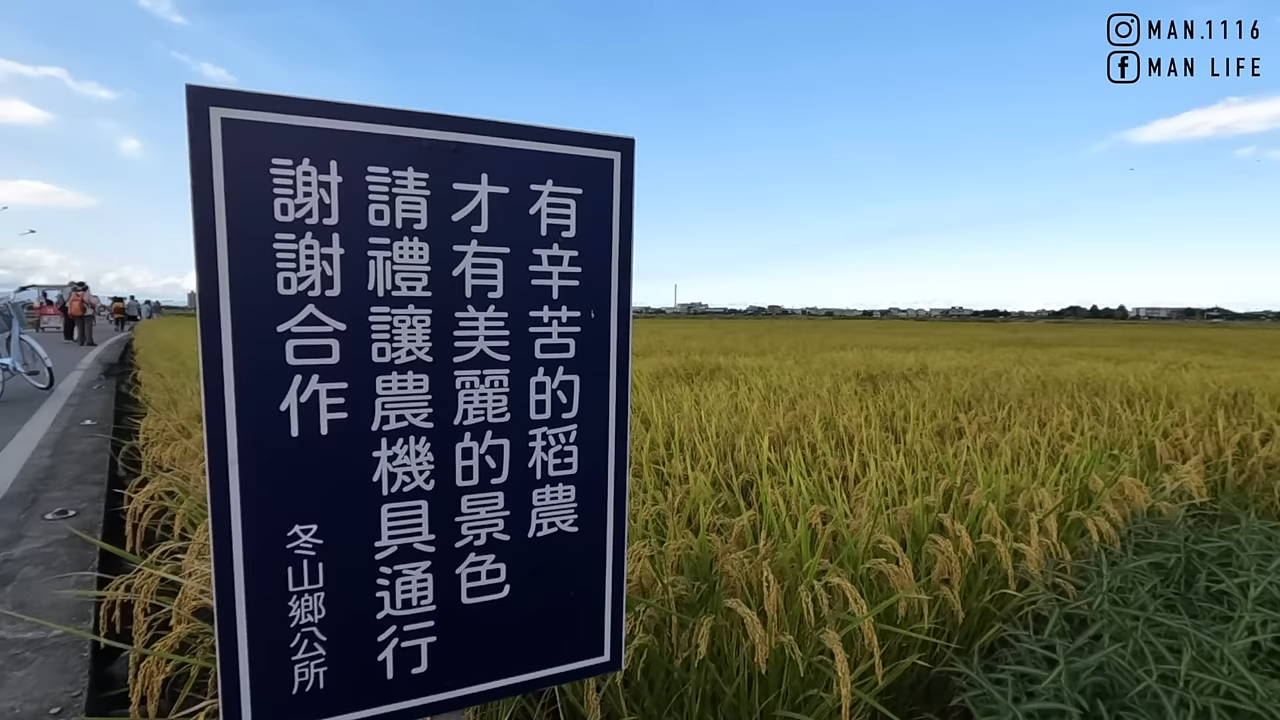 有辛苦的稻農
才有美麗的景色
請禮讓農機具通行
謝謝合作
冬山鄉公所
MAN.1116
MAN LIFE